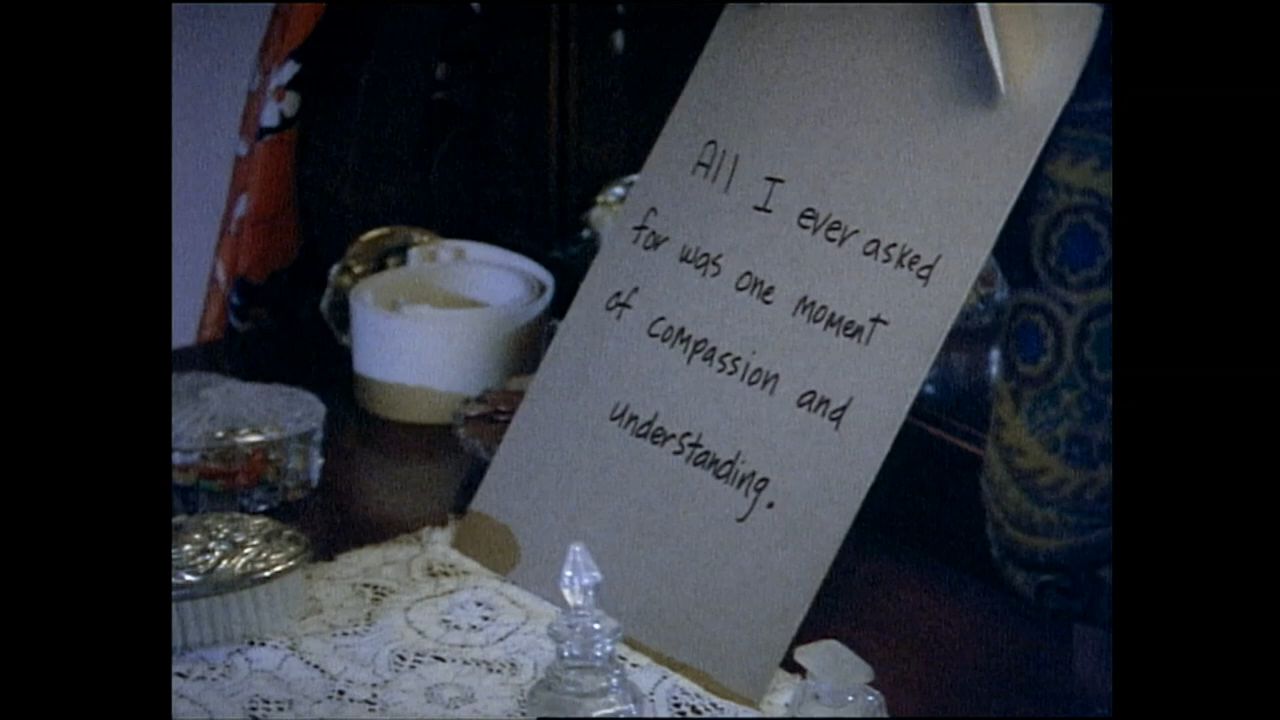 All I ever asked
for was one moment
of compassion and
understanding.